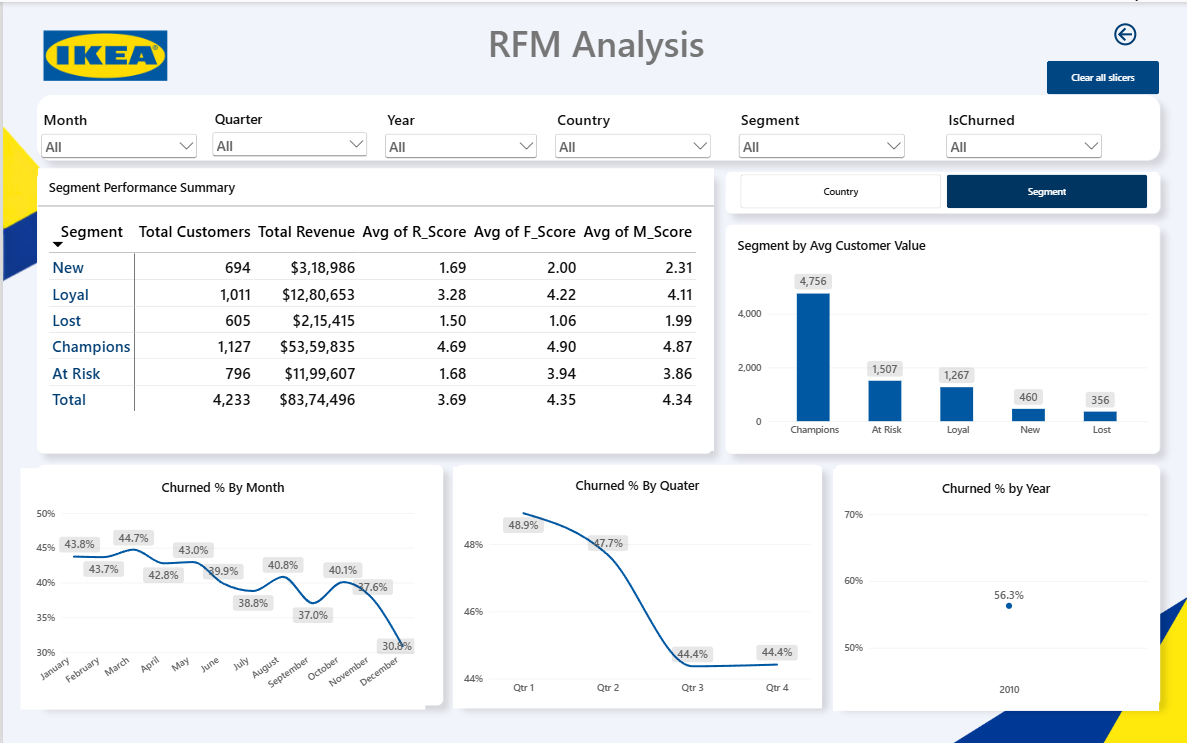 IKEA
RFM Analysis
Clear all slicers
Month Quarter Year Country Segment IsChurned
All All All All All All
Segment Performance Summary
Segment Total Customers Total Revenue Avg of R_Score Avg of F_Score Avg of M_Score
New 694 $3,18,986 1.69 2.00 2.31
Loyal 1,011 $12,80,653 3.28 4.22 4.11
Lost 605 $2,15,415 1.50 1.06 1.99
Champions 1,127 $53,59,835 4.69 4.90 4.87
At Risk 796 $11,99,607 1.68 3.94 3.86
Total 4,233 $83,74,496 3.69 4.35 4.34
Country Segment
Segment by Avg Customer Value
4,756
4,000
2,000
1,507
1,267
460
356
0
Champions At Risk Loyal New Lost
Churned % By Month
50%
45%
40%
35%
30%
43.8%
43.7%
44.7%
42.8%
43.0%
39.9%
38.8%
40.8%
37.0%
40.1%
37.6%
30.8%
January February March April May June July August September October November December
Churned % By Quater
48%
46%
44%
48.9%
47.7%
44.4%
44.4%
Qtr 1 Qtr 2 Qtr 3 Qtr 4
Churned % by Year
70%
60%
50%
56.3%
2010